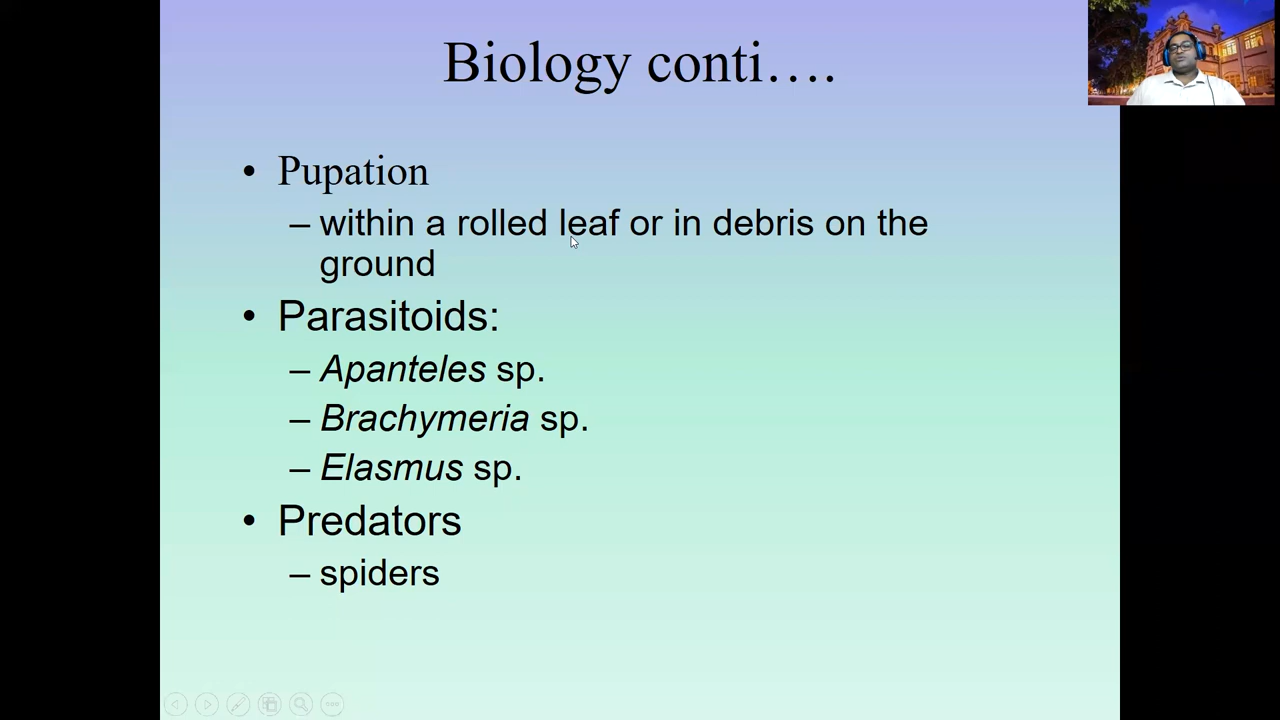 Biology conti….
• Pupation
– within a rolled leaf or in debris on the
ground
• Parasitoids:
– Apanteles sp.
– Brachymeria sp.
– Elasmus sp.
• Predators
– spiders